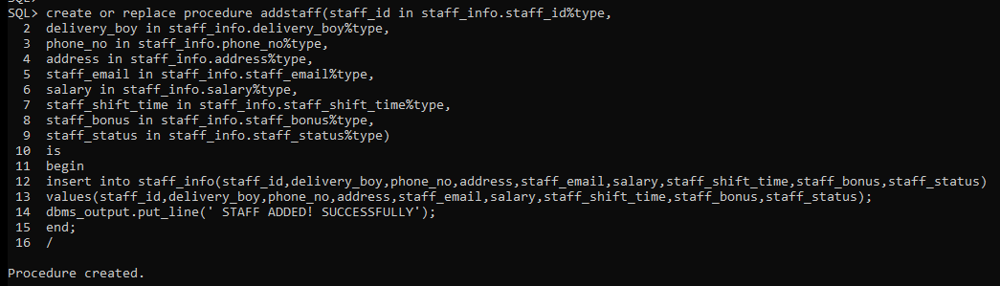 SQL> create or replace procedure addstaff(staff_id in staff_info.staff_id%type,
2 delivery_boy in staff_info.delivery_boy%type,
3 phone_no in staff_info.phone_no%type,
4 address in staff_info.address%type,
5 staff_email in staff_info.staff_email%type,
6 salary in staff_info.salary%type,
7 staff_shift_time in staff_info.staff_shift_time%type,
8 staff_bonus in staff_info.staff_bonus%type,
9 staff_status in staff_info.staff_status%type)
10 is
11 begin
12 insert into staff_info(staff_id,delivery_boy,phone_no,address,staff_email,salary,staff_shift_time,staff_bonus,staff_status)
13 values(staff_id,delivery_boy,phone_no,address,staff_email,salary,staff_shift_time,staff_bonus,staff_status);
14 dbms_output.put_line(' STAFF ADDED! SUCCESSFULLY');
15 end;
16 /
Procedure created.